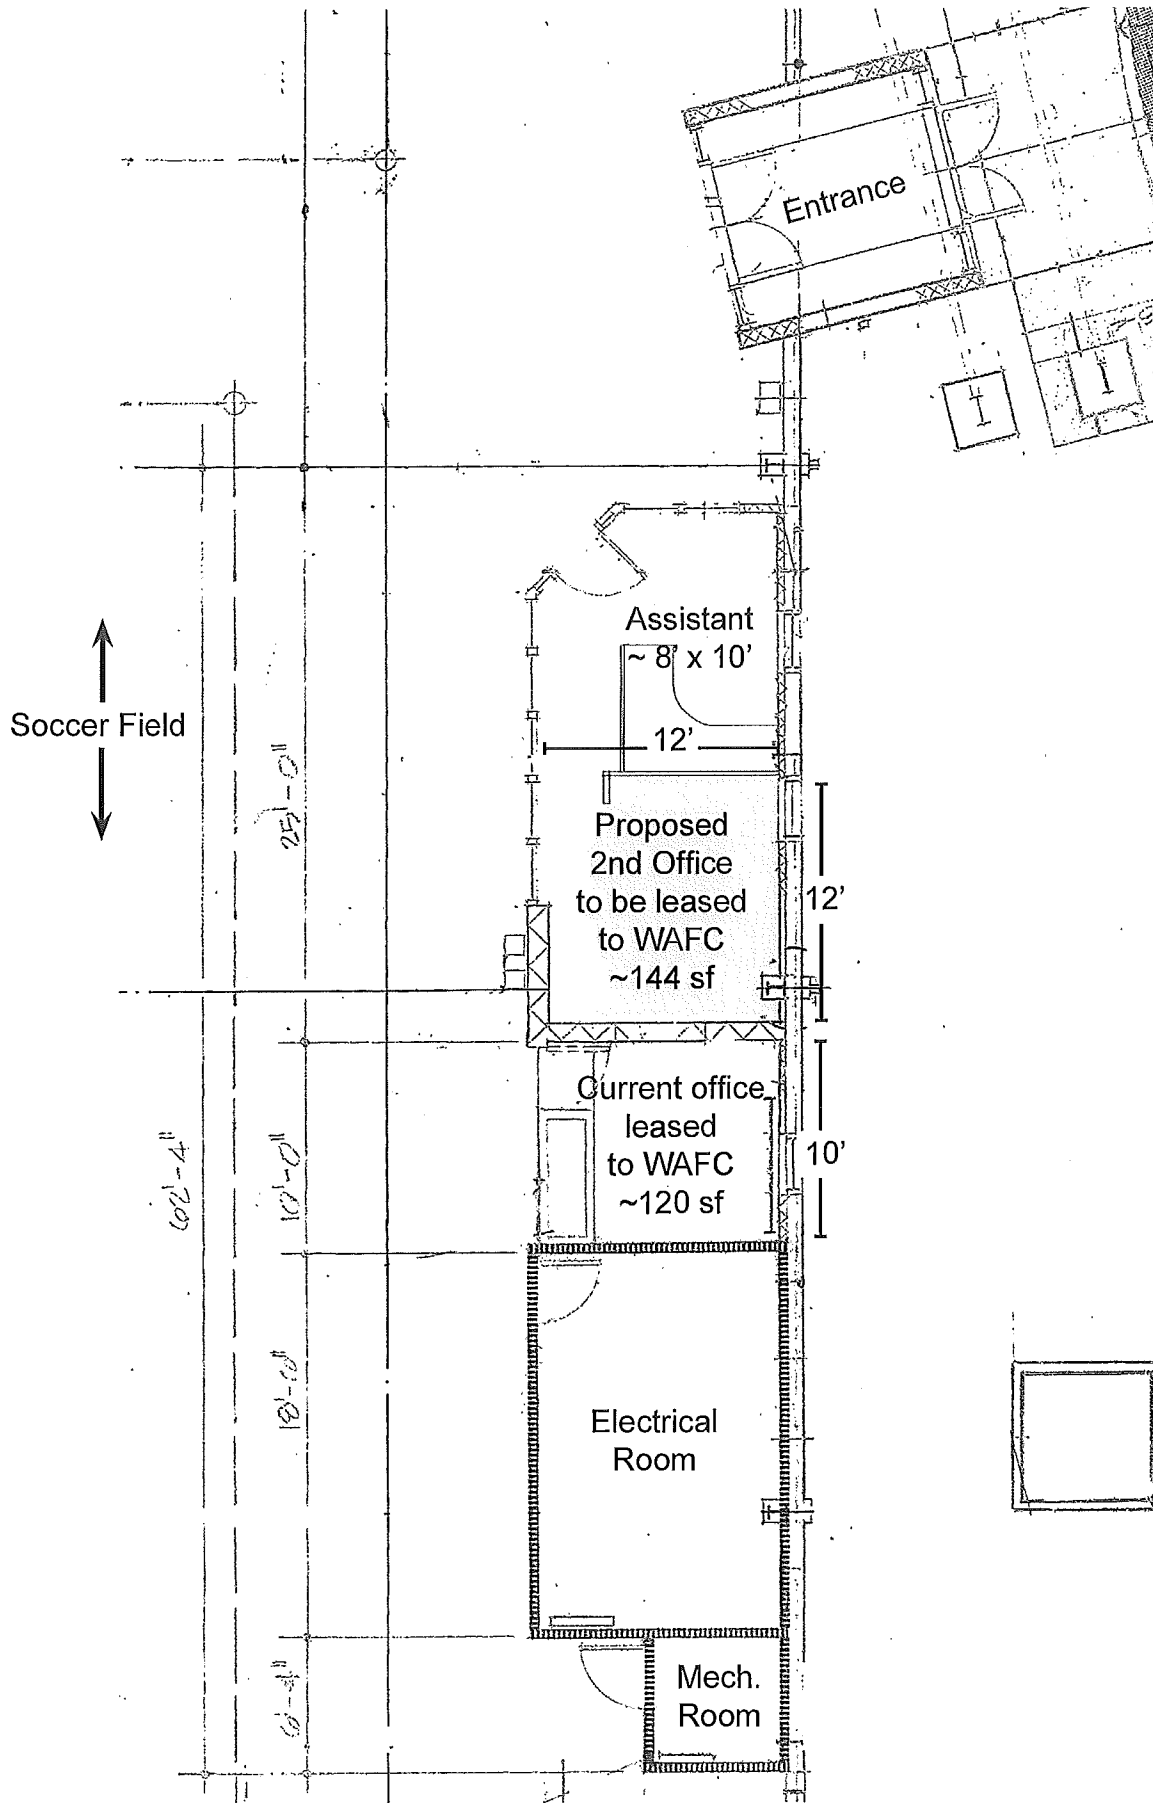 Entrance
Assistant
~ 8' x 10'
Soccer Field
12'
25'-0"
Proposed
2nd Office
to be leased
to WAFC
~144 sf
12'
Current office
leased
to WAFC
~120 sf
10'
62'-4"
10'-0"
18'-0"
Electrical
Room
Mech.
Room